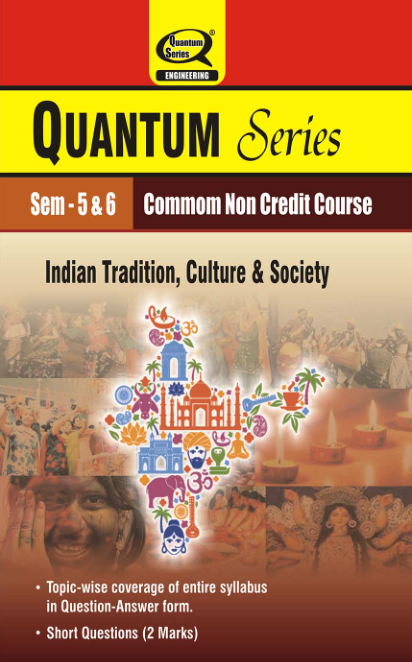 Quantum
Series
®
ENGINEERING
QUANTUM Series
Sem - 5 & 6 Commom Non Credit Course
Indian Tradition, Culture & Society
ॐ
ॐ
• Topic-wise coverage of entire syllabus
in Question-Answer form.
• Short Questions (2 Marks)